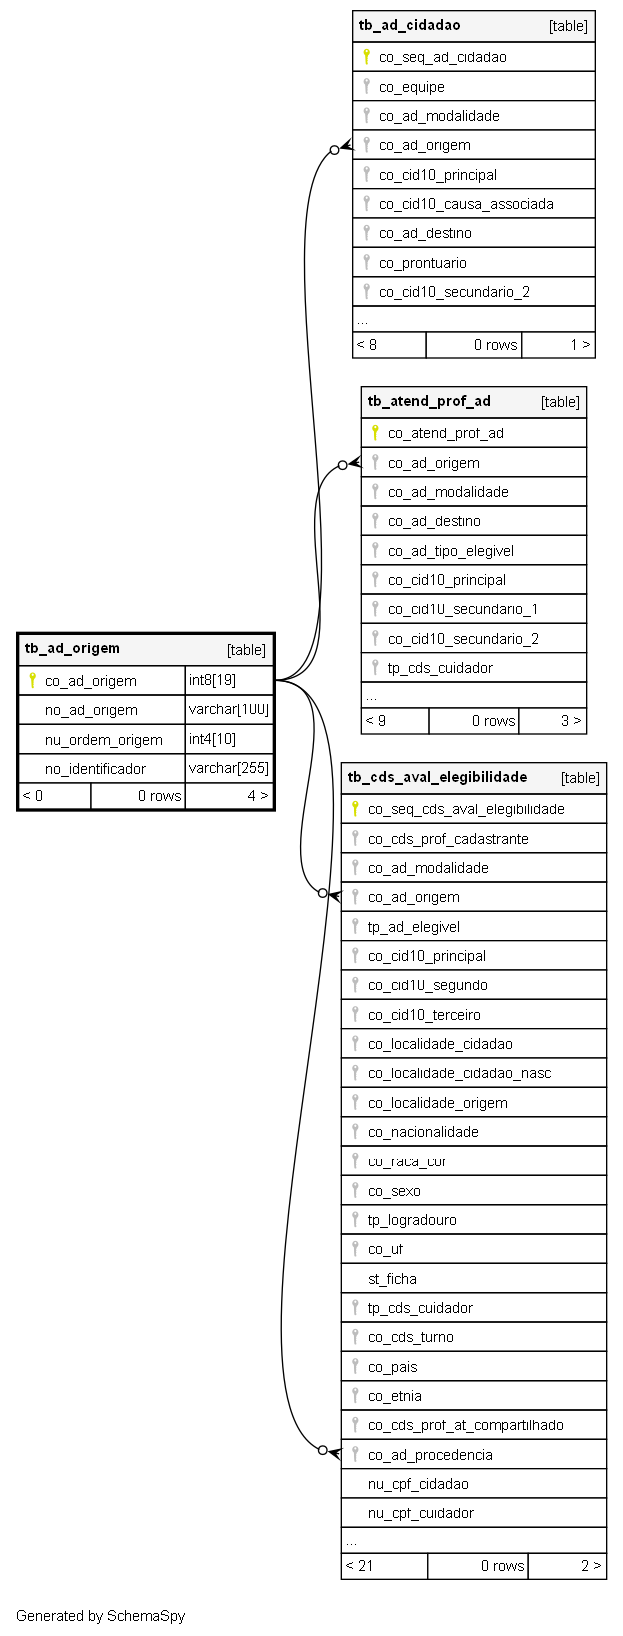 tb_ad_cidadao [table]
co_seq_ad_cidadao
co_equipe
co_ad_modalidade
co_ad_origem
co_cid10_principal
co_cid10_causa_associada
co_ad_destino
co_prontuario
co_cid10_secundario_2
...
< 8 0 rows 1 >
tb_atend_prof_ad [table]
co_atend_prof_ad
co_ad_origem
co_ad_modalidade
co_ad_destino
co_ad_tipo_elegivel
co_cid10_principal
co_cid10_secundario_1
co_cid10_secundario_2
tp_cds_cuidador
...
< 9 0 rows 3 >
tb_ad_origem [table]
co_ad_origem int8[19]
no_ad_origem varchar[100]
nu_ordem_origem int4[10]
no_identificador varchar[255]
< 0 0 rows 4 >
tb_cds_aval_elegibilidade [table]
co_seq_cds_aval_elegibilidade
co_cds_prof_cadastrante
co_ad_modalidade
co_ad_origem
tp_ad_elegivel
co_cid10_principal
co_cid10_segundo
co_cid10_terceiro
co_localidade_cidadao
co_localidade_cidadao_nasc
co_localidade_origem
co_nacionalidade
co_raca_cor
co_sexo
tp_logradouro
co_uf
st_ficha
tp_cds_cuidador
co_cds_turno
co_pais
co_etnia
co_cds_prof_at_compartilhado
co_ad_procedencia
nu_cpf_cidadao
nu_cpf_cuidador
...
< 21 0 rows 2 >
Generated by SchemaSpy